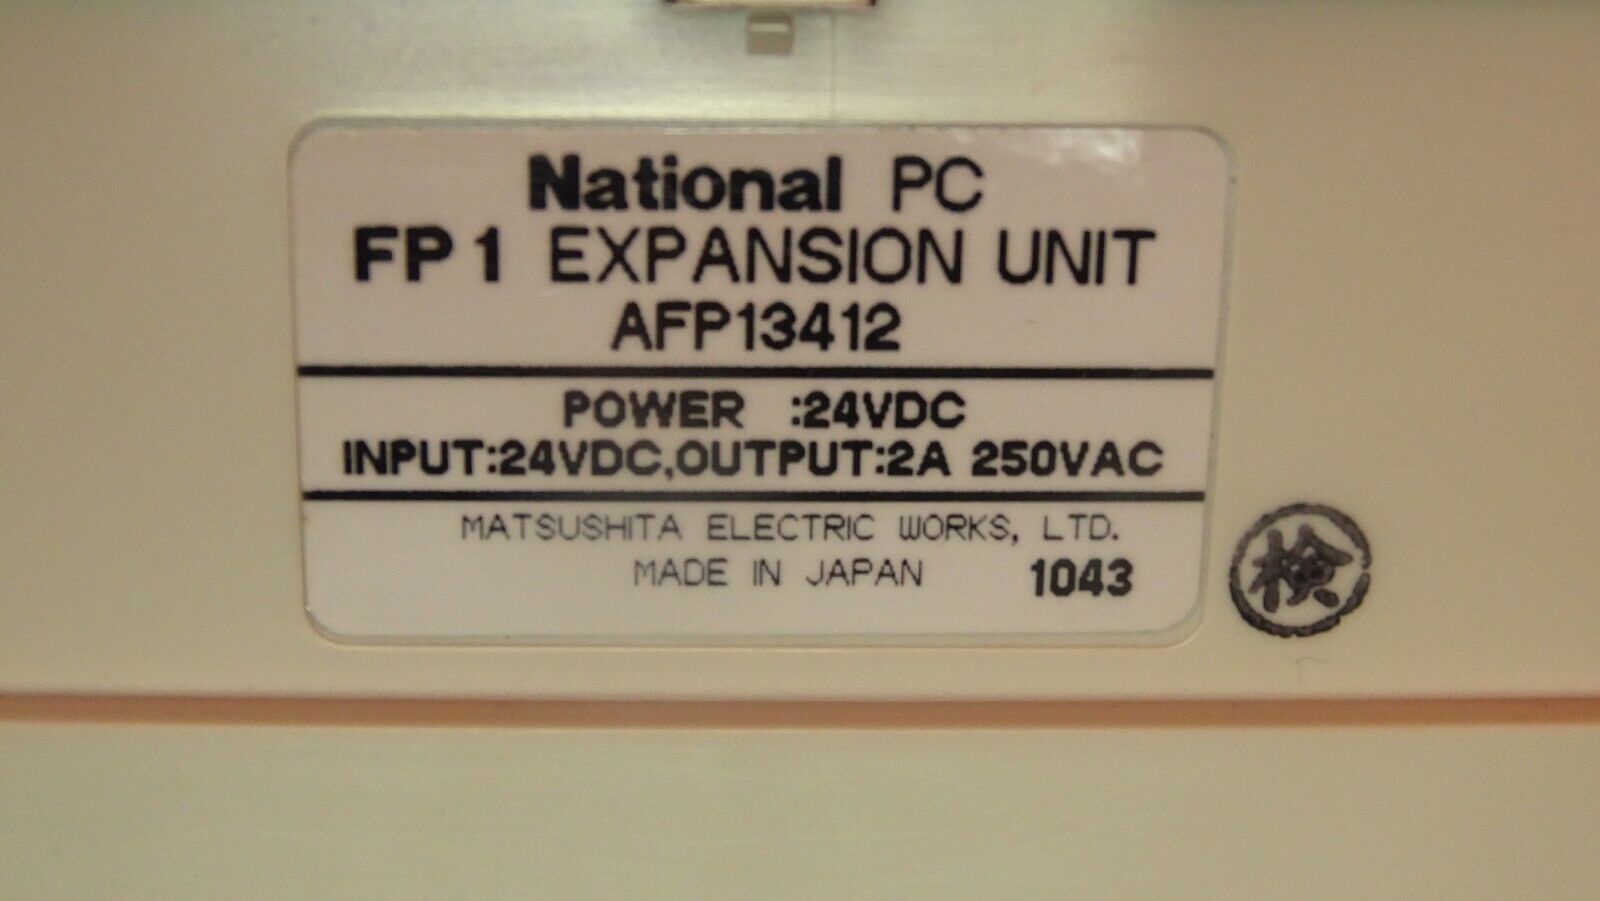 National PC
FP1 EXPANSION UNIT
AFP13412
POWER :24VDC
INPUT:24VDC,OUTPUT:2A 250VAC
MATSUSHITA ELECTRIC WORKS, LTD.
MADE IN JAPAN 1043
検